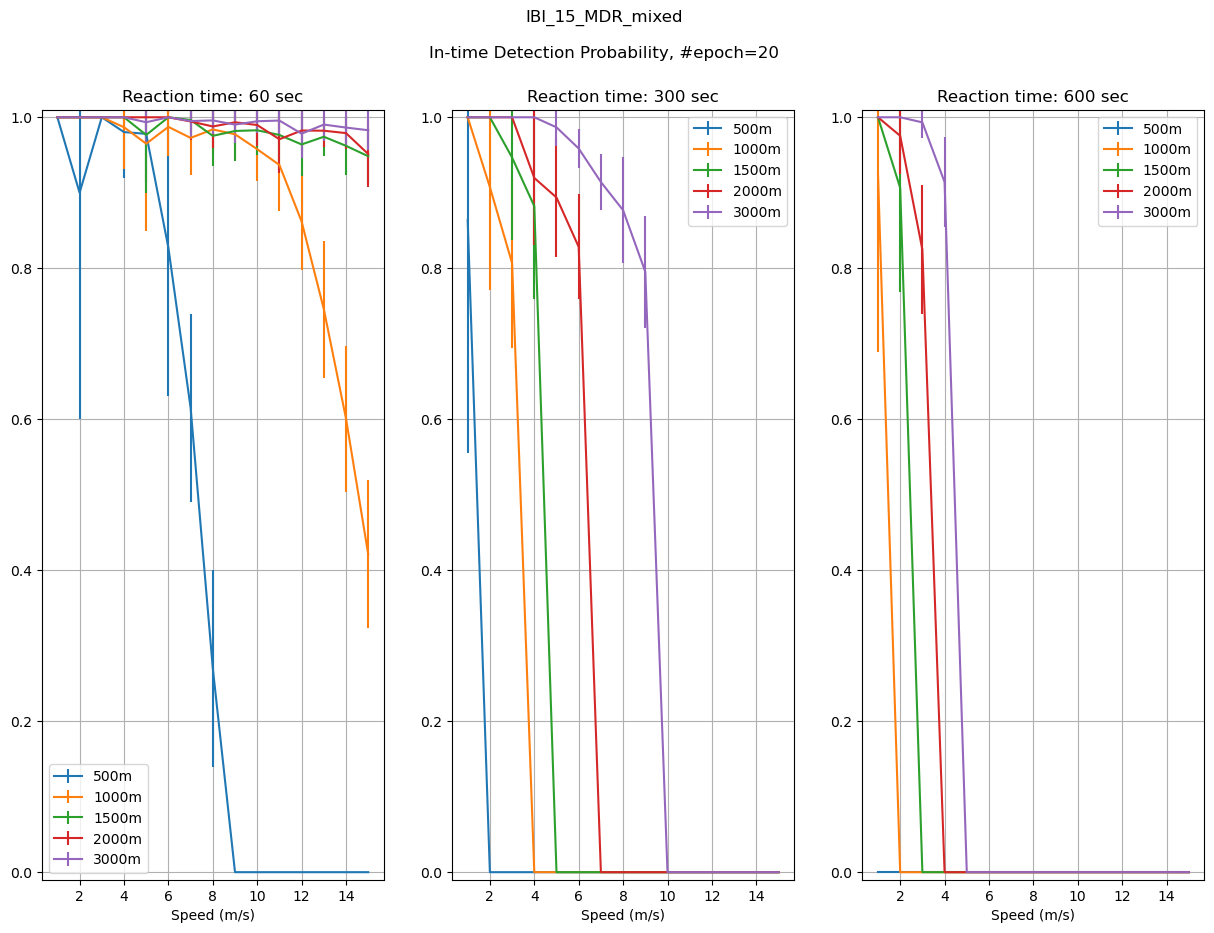 IBI_15_MDR_mixed
In-time Detection Probability, #epoch=20
Reaction time: 60 sec
1.0
0.8
0.6
0.4
0.2
0.0
2 4 6 8 10 12 14
Speed (m/s)
500m
1000m
1500m
2000m
3000m
Reaction time: 300 sec
1.0
0.8
0.6
0.4
0.2
0.0
2 4 6 8 10 12 14
Speed (m/s)
500m
1000m
1500m
2000m
3000m
Reaction time: 600 sec
1.0
0.8
0.6
0.4
0.2
0.0
2 4 6 8 10 12 14
Speed (m/s)
500m
1000m
1500m
2000m
3000m